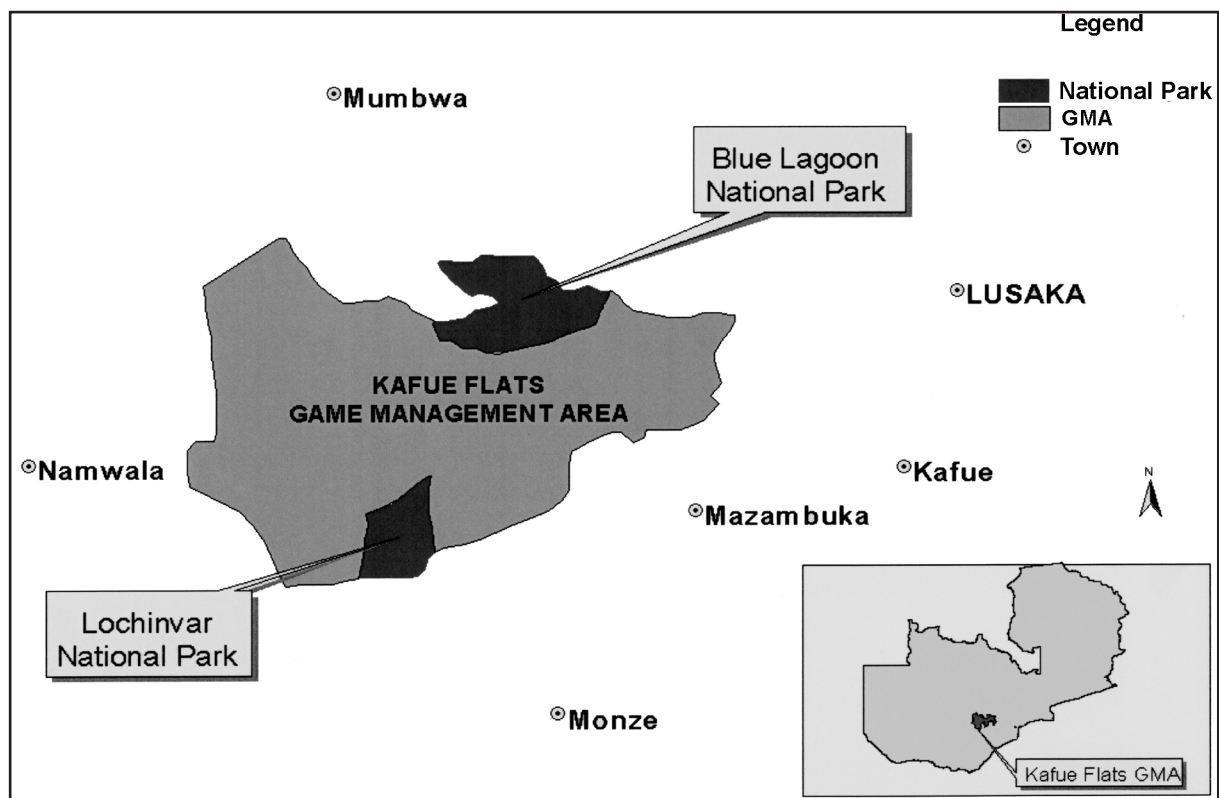 Legend
National Park
GMA
Town
Mumbwa
Blue Lagoon
National Park
LUSAKA
KAFUE FLATS
GAME MANAGEMENT AREA
Namwala
Kafue
N
Mazambuka
Lochinvar
National Park
Monze
Kafue Flats GMA